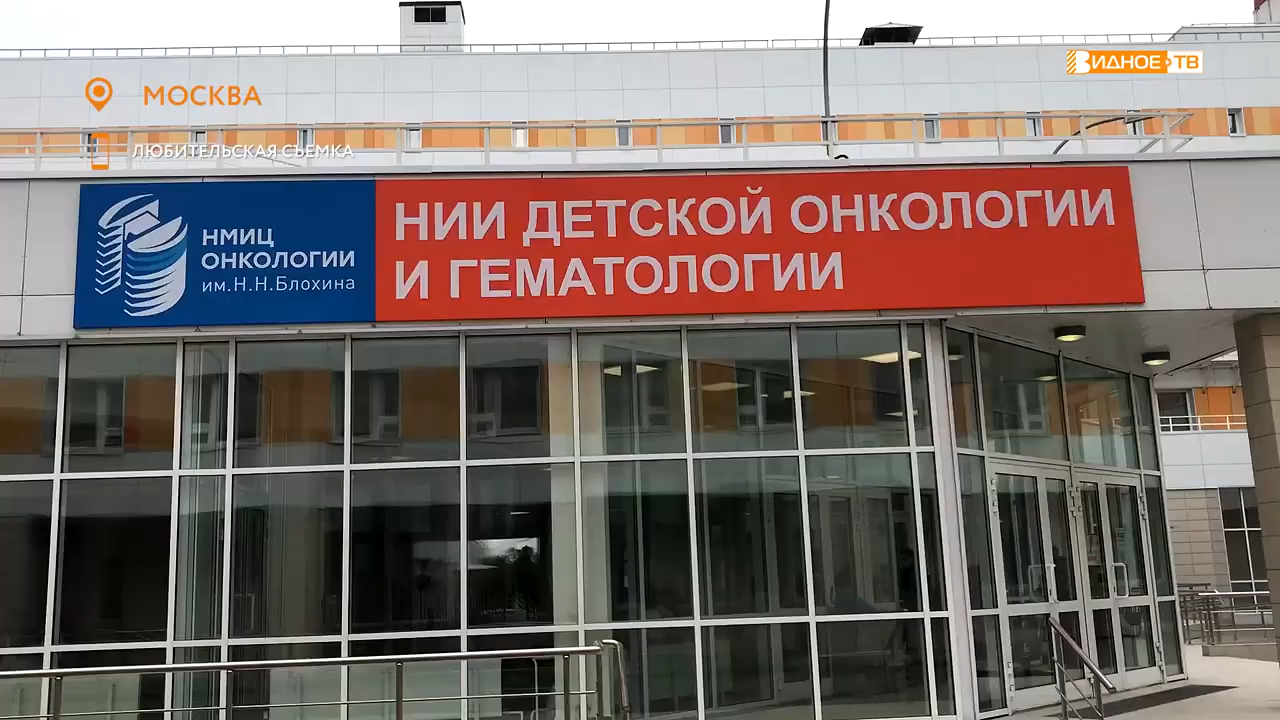 МОСКВА
ВИДНОЕ ТВ
ЛЮБИТЕЛЬСКАЯ СЪЕМКА
НМИЦ
ОНКОЛОГИИ
им.Н.Н.Блохина
НИИ ДЕТСКОЙ ОНКОЛОГИИ
И ГЕМАТОЛОГИИ